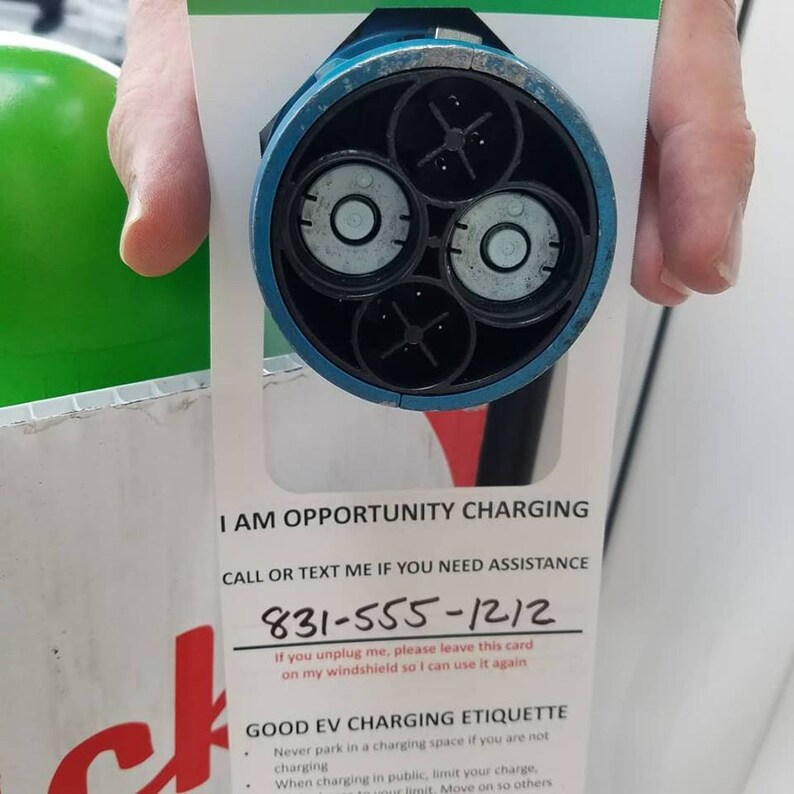 I AM OPPORTUNITY CHARGING
CALL OR TEXT ME IF YOU NEED ASSISTANCE
831-555-1212
If you unplug me, please leave this card
on my windshield so I can use it again
GOOD EV CHARGING ETIQUETTE
• Never park in a charging space if you are not
charging
• When charging in public, limit your charge,
your limit. Move on so others
ck